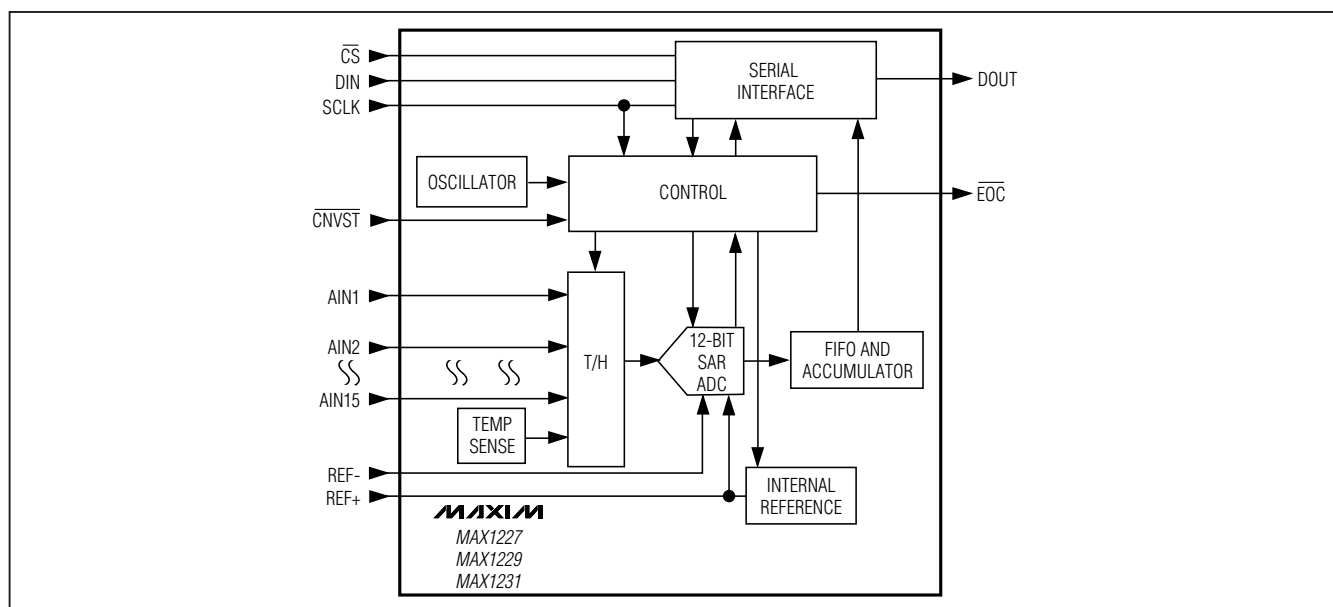 CS
DIN
SCLK
SERIAL
INTERFACE
DOUT
OSCILLATOR
CONTROL
EOC
CNVST
AIN1
AIN2
AIN15
T/H
12-BIT
SAR
ADC
FIFO AND
ACCUMULATOR
TEMP
SENSE
REF-
REF+
INTERNAL
REFERENCE
MAXIM
MAX1227
MAX1229
MAX1231